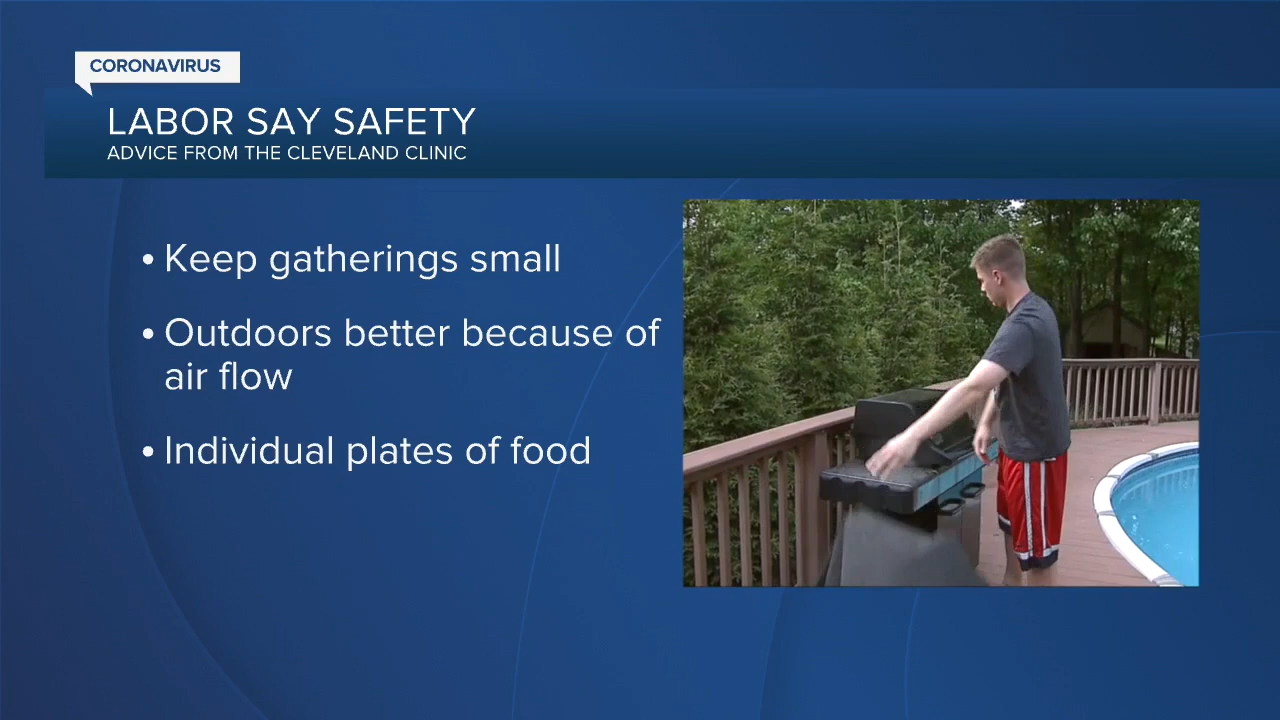 CORONAVIRUS
LABOR SAY SAFETY
ADVICE FROM THE CLEVELAND CLINIC
• Keep gatherings small
• Outdoors better because of
air flow
• Individual plates of food